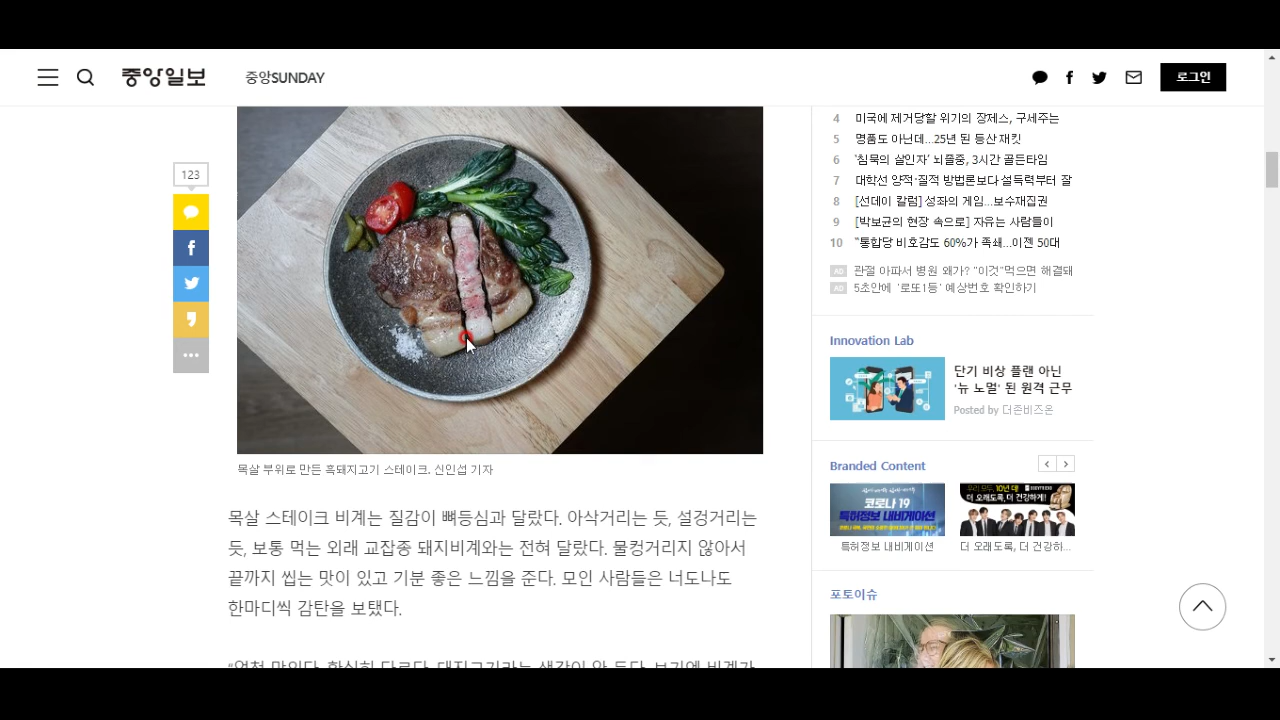 중앙일보
중앙SUNDAY
로그인
123
목살 부위로 만든 흑돼지고기 스테이크. 신인섭 기자
목살 스테이크 비계는 질감이 뼈등심과 달랐다. 아삭거리는 듯, 설겅거리는
듯, 보통 먹는 외래 교잡종 돼지비계와는 전혀 달랐다. 물컹거리지 않아서
끝까지 씹는 맛이 있고 기분 좋은 느낌을 준다. 모인 사람들은 너도나도
한마디씩 감탄을 보탰다.
4 미국에 제거당할 위기의 장제스, 구세주는
5 명품도 아닌데...25년 된 등산 재킷
6 '침묵의 살인자' 뇌졸중, 3시간 골든타임
7 대학선 양적·질적 방법론보다 설득력부터 잘
8 [선데이 칼럼] 성좌의 게임...보수재집권
9 [박보균의 현장 속으로] 자유는 사람들이
10 "통합당 비호감도 60%가 족쇄...이젠 50대
AD 관절 아파서 병원 왜가? "이것"먹으면 해결돼
AD 5초안에 '로또1등' 예상번호 확인하기
Innovation Lab
단기 비상 플랜 아닌
'뉴 노멀' 된 원격 근무
Posted by 더존비즈온
Branded Content
코로나 19
특허정보 내비게이션
특허정보 내비게이션
더 오래도록, 더 건강하게!
더 오래도록, 더 건강하...
포토이슈